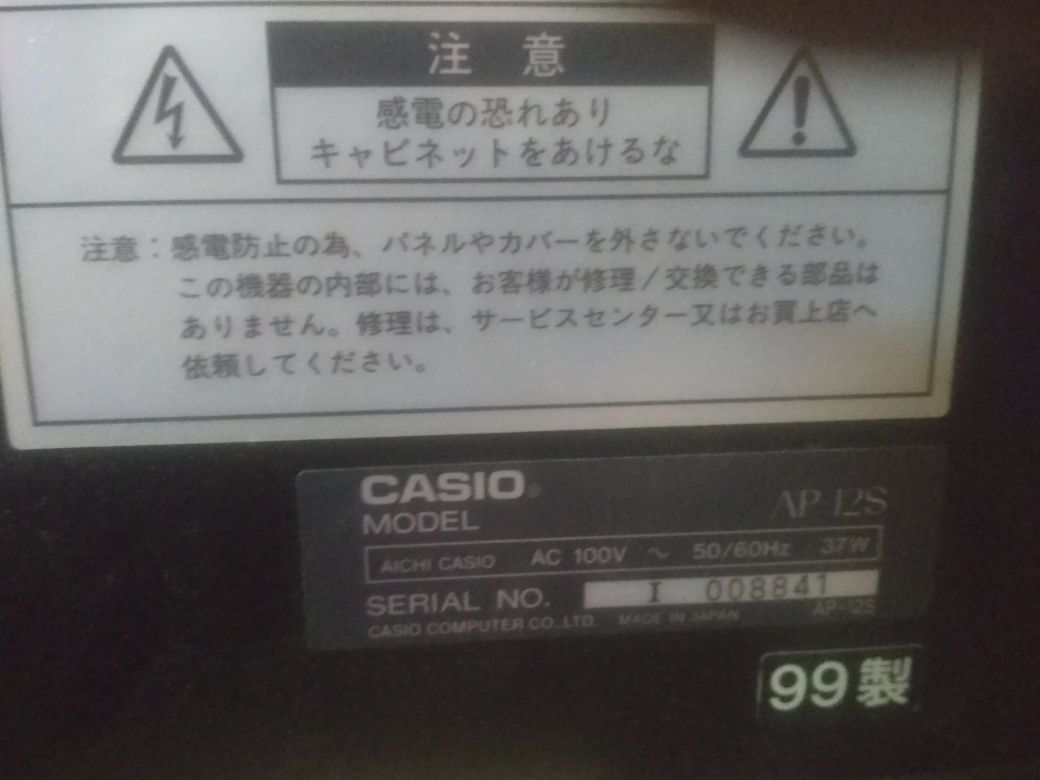 注 意
感電の恐れあり
キャビネットをあけるな
注意：感電防止の為、パネルやカバーを外さないでください。
この機器の内部には、お客様が修理／交換できる部品は
ありません。修理は、サービスセンター又はお買上店へ
依頼してください。
CASIO®
MODEL AP-12S
AICHI CASIO AC 100V ～ 50/60Hz 37W
SERIAL NO. I 008841
CASIO COMPUTER CO.,LTD. MADE IN JAPAN AP-12S
99製